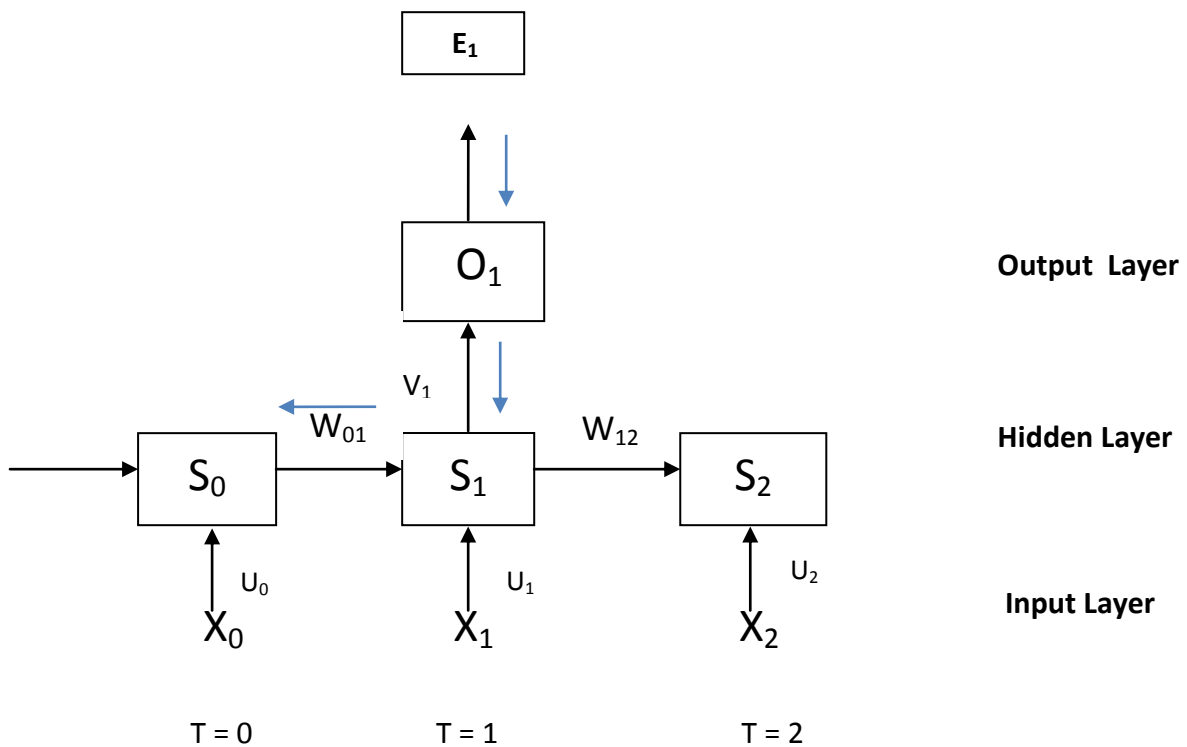 E₁
O₁
Output Layer
V₁
W₀₁
W₁₂
Hidden Layer
S₀ S₁ S₂
U₀ U₁ U₂
Input Layer
X₀ X₁ X₂
T = 0 T = 1 T = 2